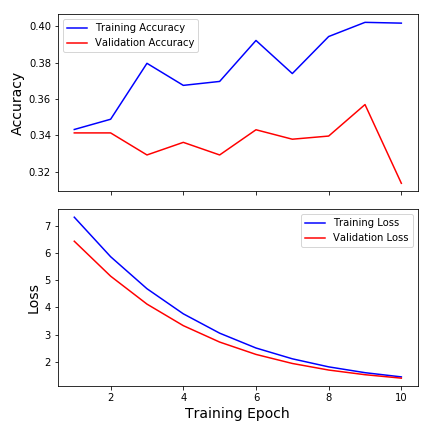 0.40
0.38
0.36
0.34
0.32
Accuracy
Training Accuracy
Validation Accuracy
7
6
5
4
3
2
Loss
Training Loss
Validation Loss
2
4
6
8
10
Training Epoch